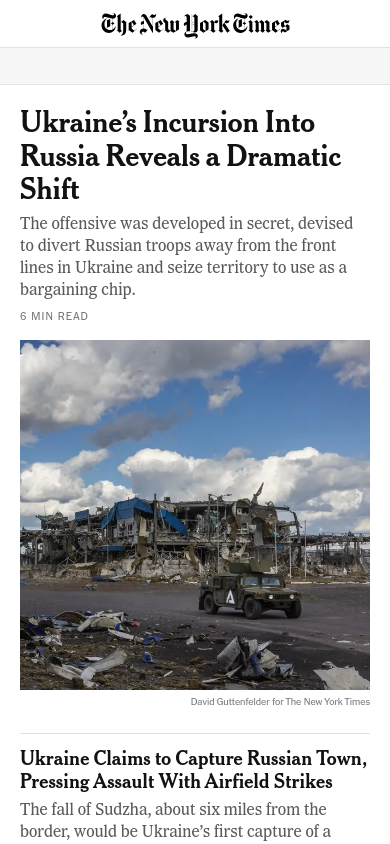 The New York Times
Ukraine’s Incursion Into
Russia Reveals a Dramatic
Shift
The offensive was developed in secret, devised
to divert Russian troops away from the front
lines in Ukraine and seize territory to use as a
bargaining chip.
6 MIN READ
David Guttenfelder for The New York Times
Ukraine Claims to Capture Russian Town,
Pressing Assault With Airfield Strikes
The fall of Sudzha, about six miles from the
border, would be Ukraine’s first capture of a